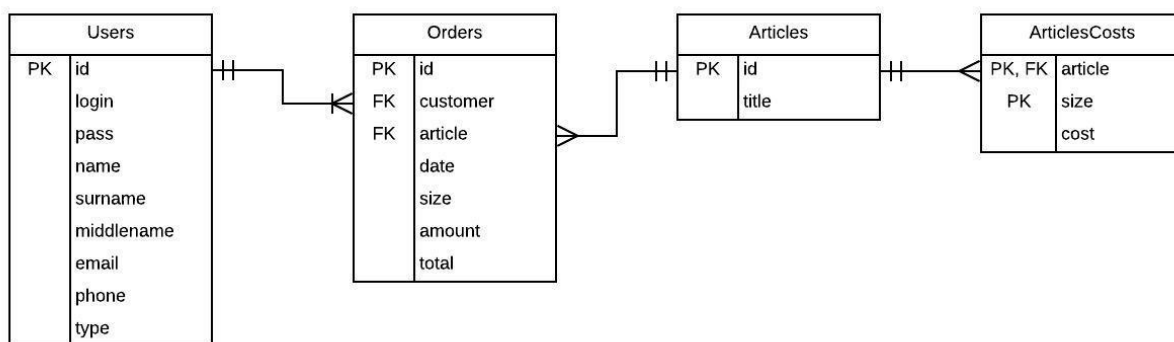 Users
PK id
login
pass
name
surname
middlename
email
phone
type
Orders
PK id
FK customer
FK article
date
size
amount
total
Articles
PK id
title
ArticlesCosts
PK, FK article
PK size
cost